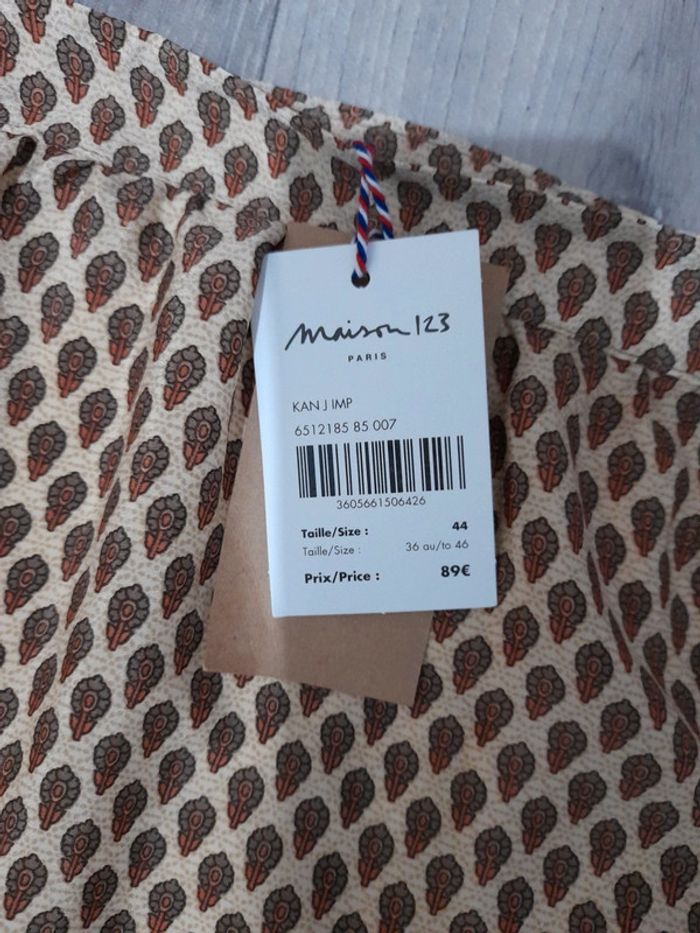 Maison 123
PARIS
KAN J IMP
6512185 85 007
3605661506426
Taille/Size : 44
Taille/Size : 36 au/to 46
Prix/Price : 89€